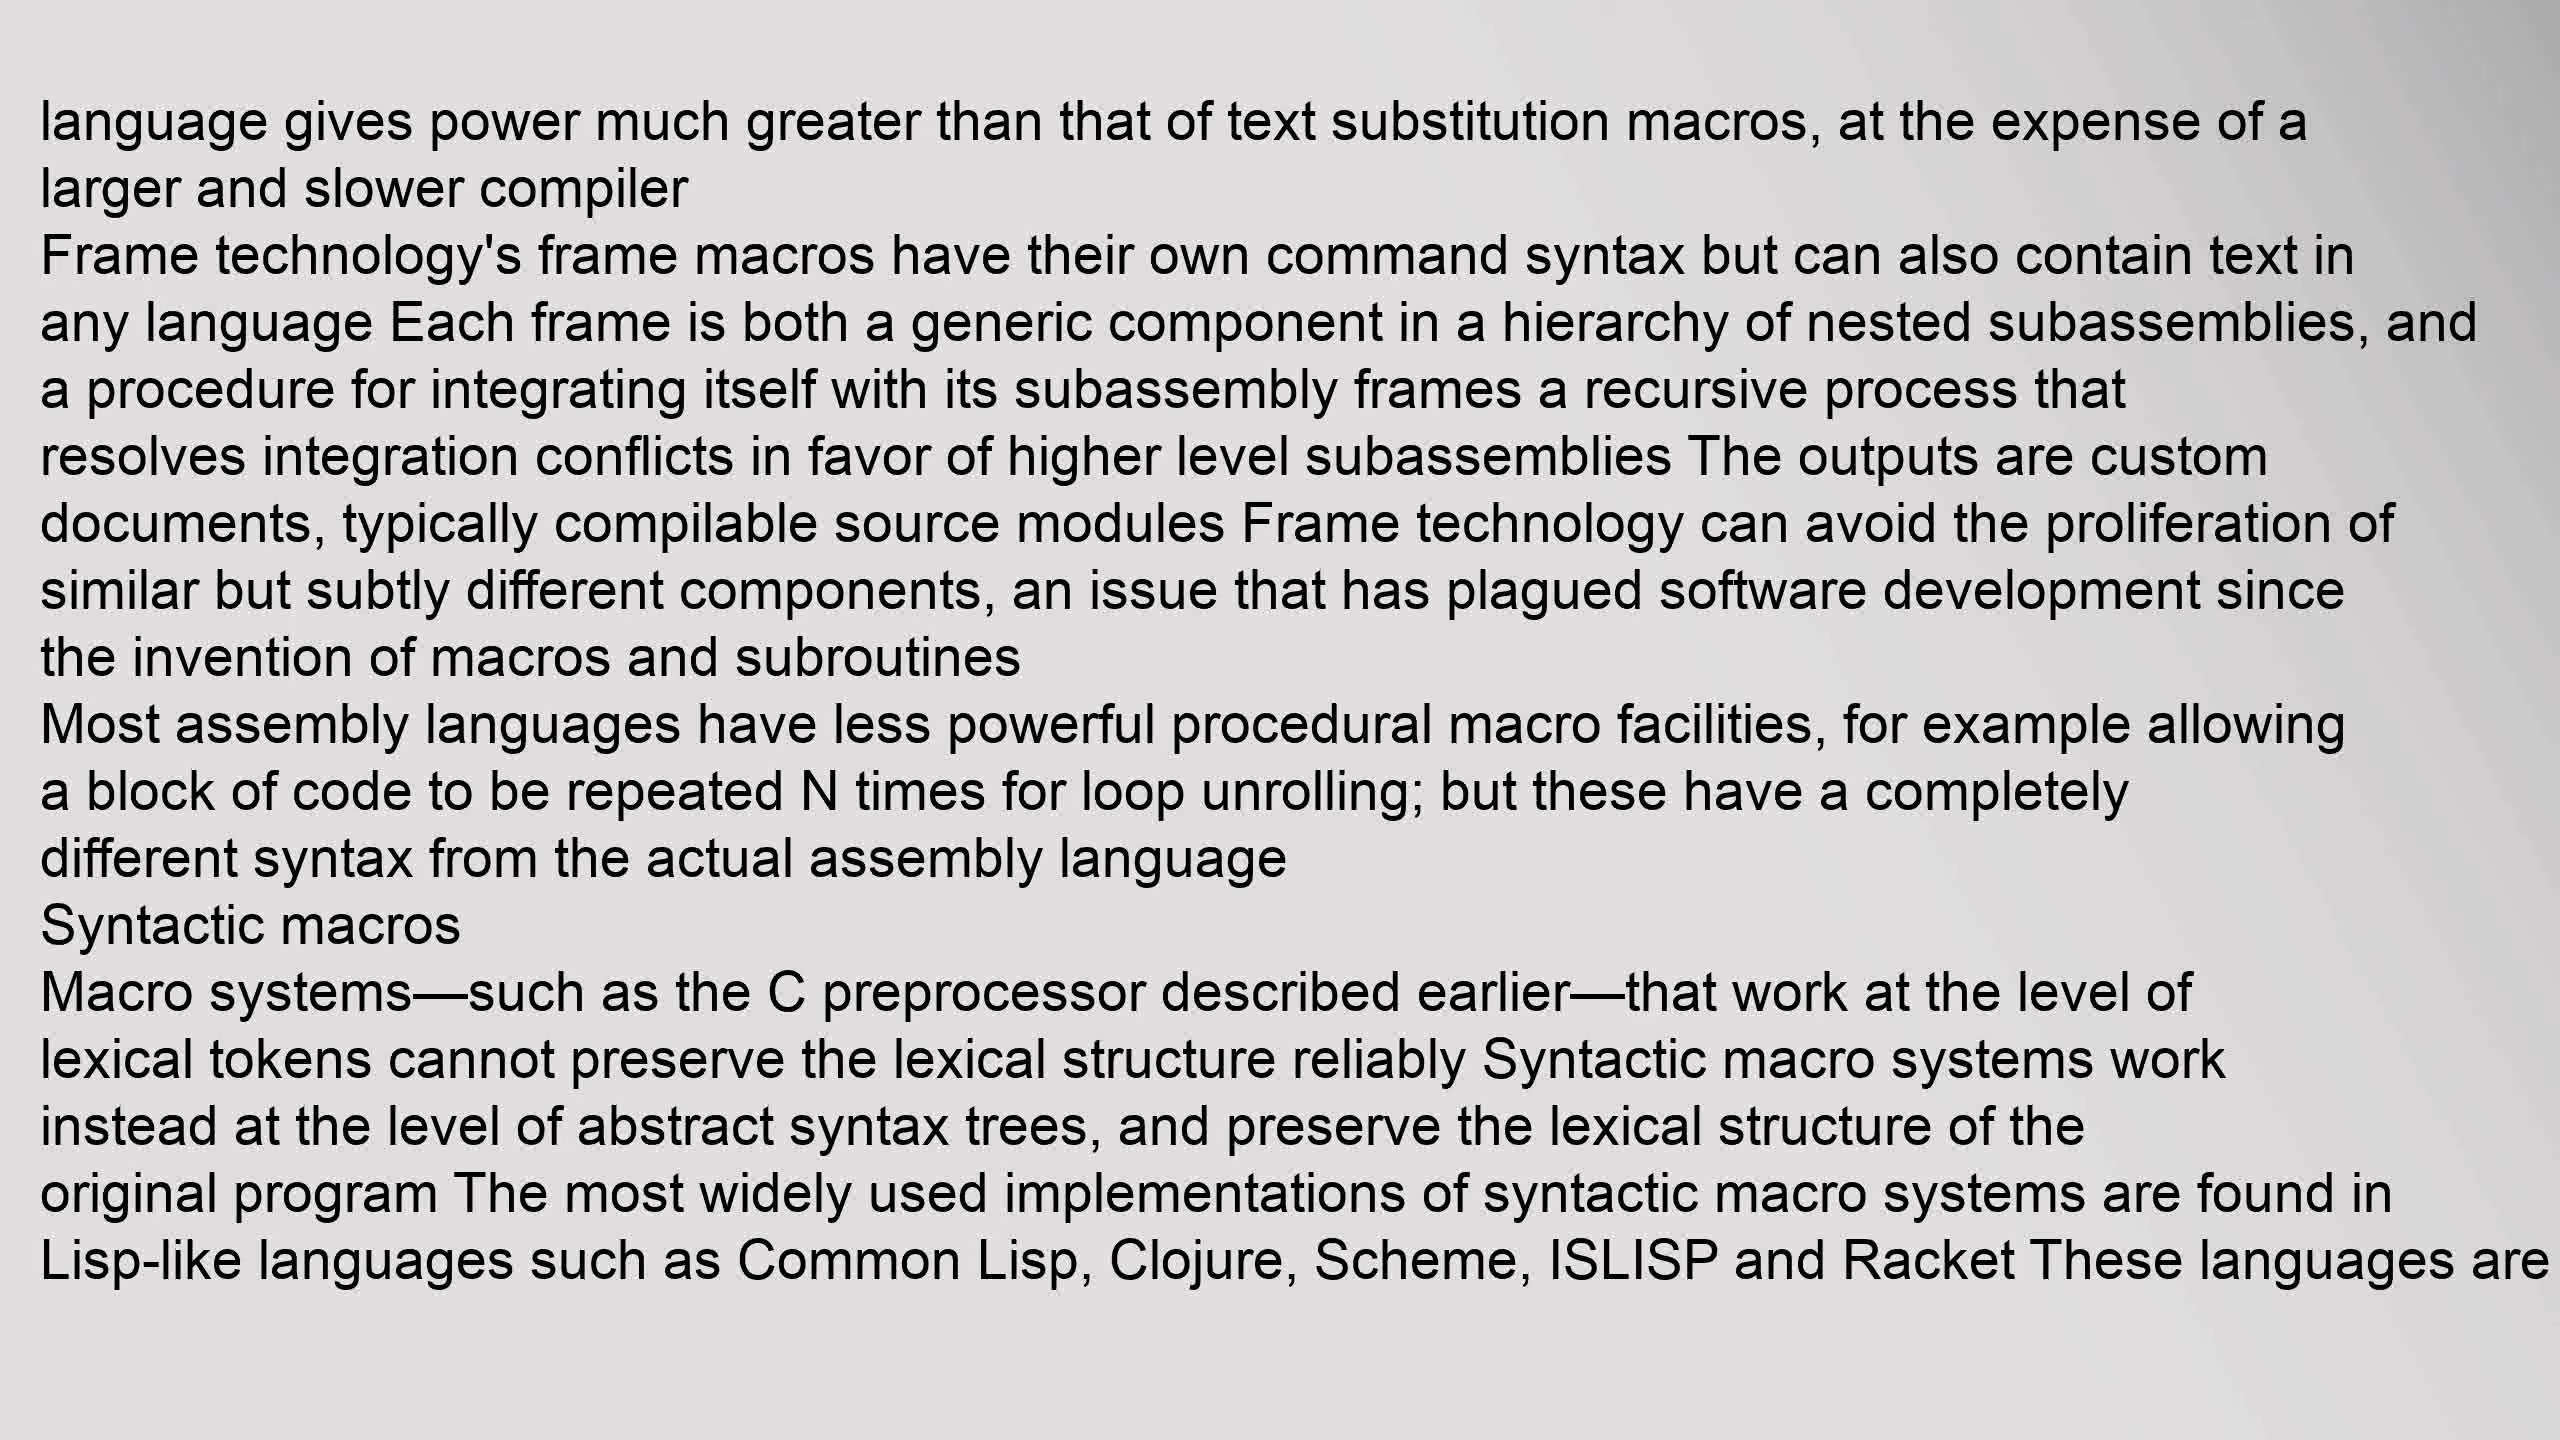 language gives power much greater than that of text substitution macros, at the expense of a
larger and slower compiler
Frame technology's frame macros have their own command syntax but can also contain text in
any language Each frame is both a generic component in a hierarchy of nested subassemblies, and
a procedure for integrating itself with its subassembly frames a recursive process that
resolves integration conflicts in favor of higher level subassemblies The outputs are custom
documents, typically compilable source modules Frame technology can avoid the proliferation of
similar but subtly different components, an issue that has plagued software development since
the invention of macros and subroutines
Most assembly languages have less powerful procedural macro facilities, for example allowing
a block of code to be repeated N times for loop unrolling; but these have a completely
different syntax from the actual assembly language
Syntactic macros
Macro systems—such as the C preprocessor described earlier—that work at the level of
lexical tokens cannot preserve the lexical structure reliably Syntactic macro systems work
instead at the level of abstract syntax trees, and preserve the lexical structure of the
original program The most widely used implementations of syntactic macro systems are found in
Lisp-like languages such as Common Lisp, Clojure, Scheme, ISLISP and Racket These languages are